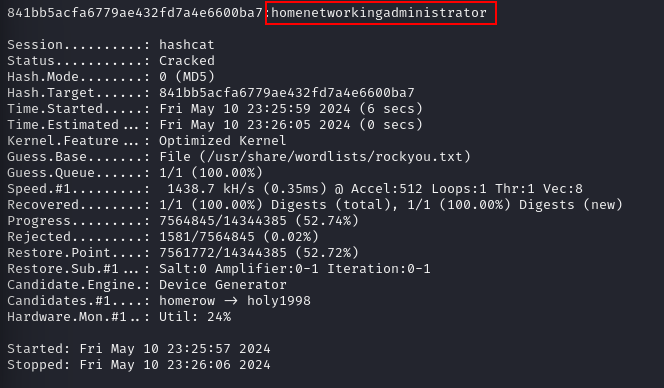 841bb5acfa6779ae432fd7a4e6600ba7:homenetworkingadministrator
Session..........: hashcat
Status...........: Cracked
Hash.Mode........: 0 (MD5)
Hash.Target......: 841bb5acfa6779ae432fd7a4e6600ba7
Time.Started.....: Fri May 10 23:25:59 2024 (6 secs)
Time.Estimated...: Fri May 10 23:26:05 2024 (0 secs)
Kernel.Feature...: Optimized Kernel
Guess.Base.......: File (/usr/share/wordlists/rockyou.txt)
Guess.Queue......: 1/1 (100.00%)
Speed.#1.........:  1438.7 kH/s (0.35ms) @ Accel:512 Loops:1 Thr:1 Vec:8
Recovered........: 1/1 (100.00%) Digests (total), 1/1 (100.00%) Digests (new)
Progress.........: 7564845/14344385 (52.74%)
Rejected.........: 1581/7564845 (0.02%)
Restore.Point....: 7561772/14344385 (52.72%)
Restore.Sub.#1...: Salt:0 Amplifier:0-1 Iteration:0-1
Candidate.Engine.: Device Generator
Candidates.#1....: homerow -> holy1998
Hardware.Mon.#1..: Util: 24%
Started: Fri May 10 23:25:57 2024
Stopped: Fri May 10 23:26:06 2024